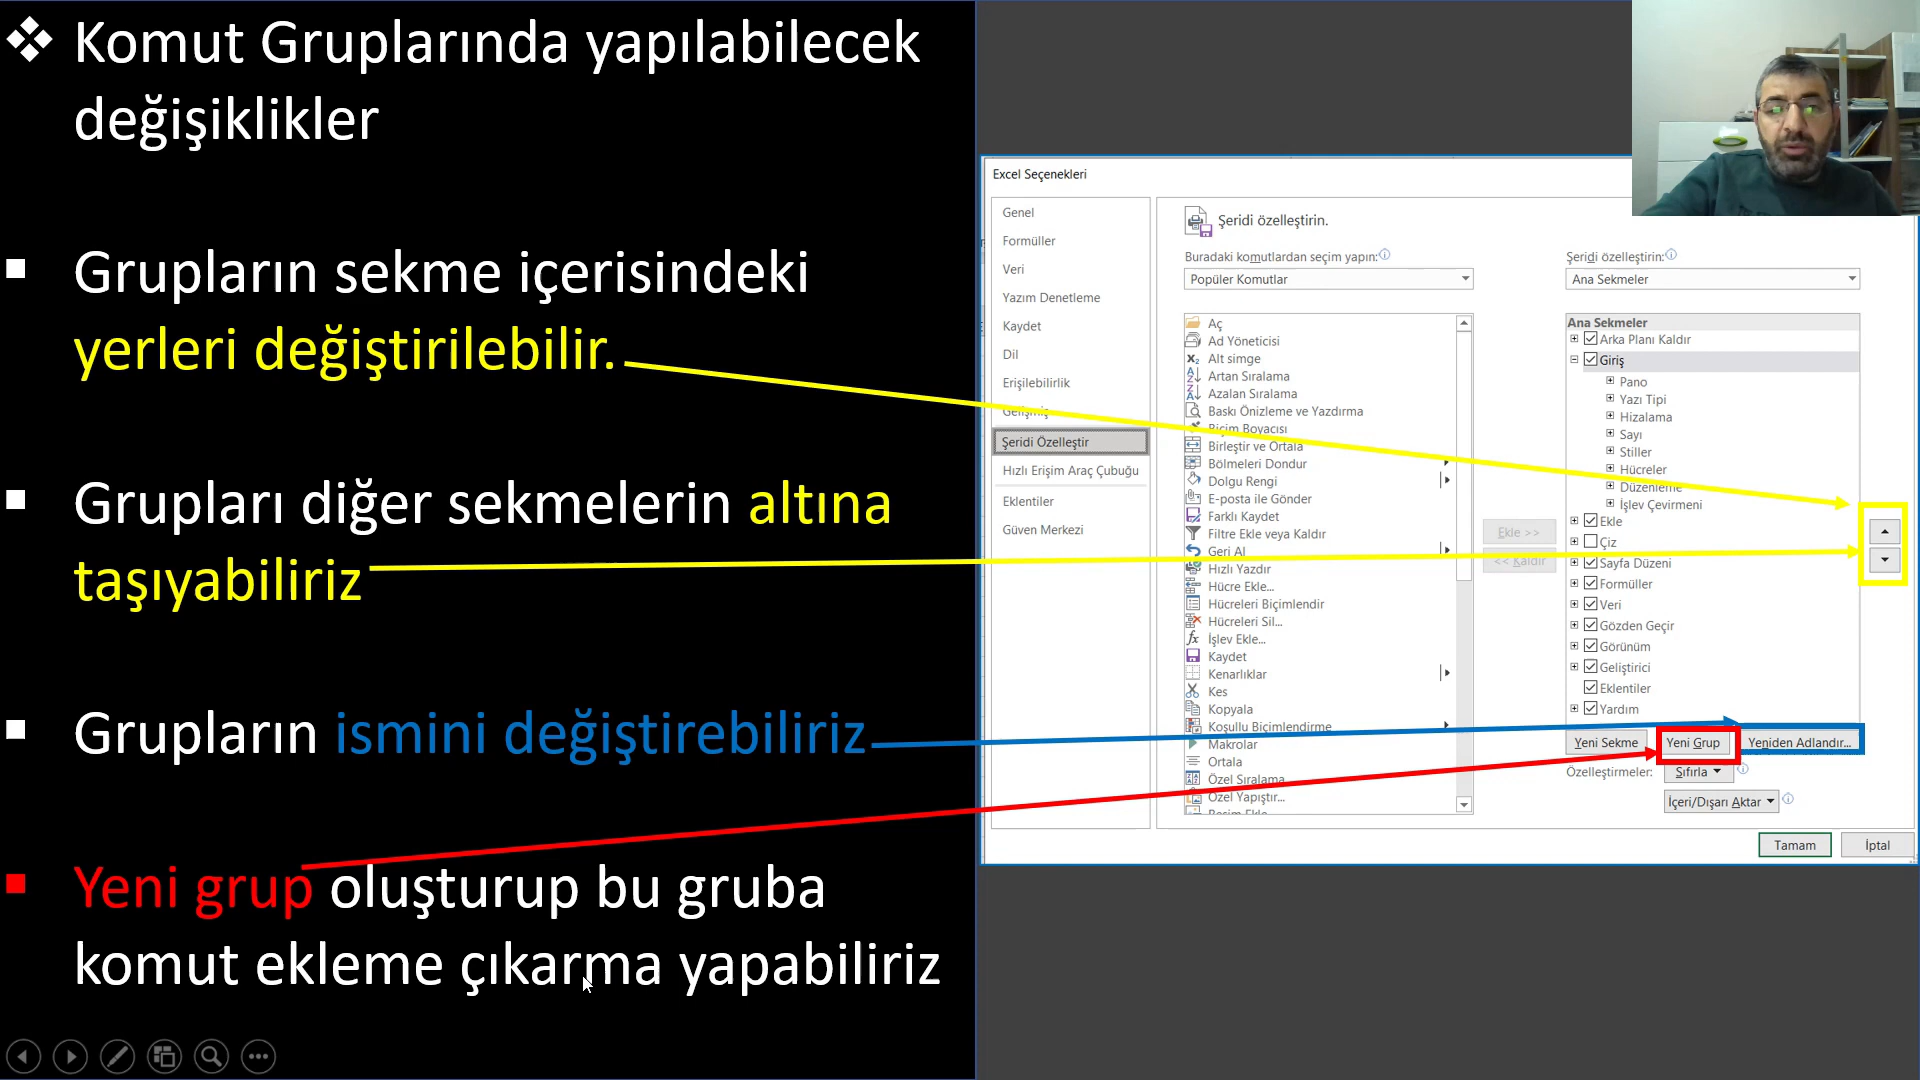 Komut Gruplarında yapılabilecek
değişiklikler
Grupların sekme içerisindeki
yerleri değiştirilebilir.
Grupları diğer sekmelerin altına
taşıyabiliriz
Grupların ismini değiştirebiliriz
Yeni grup oluşturup bu gruba
komut ekleme çıkarma yapabiliriz
Excel Seçenekleri
Genel
Formüller
Veri
Yazım Denetleme
Kaydet
Dil
Erişilebilirlik
Gelişmiş
Şeridi Özelleştir
Hızlı Erişim Araç Çubuğu
Eklentiler
Güven Merkezi
Şeridi özelleştirin.
Buradaki komutlardan seçim yapın:
Popüler Komutlar
Aç
Ad Yöneticisi
Alt simge
Artan Sıralama
Azalan Sıralama
Baskı Önizleme ve Yazdırma
Biçim Boyacısı
Birleştir ve Ortala
Bölmeleri Dondur
Dolgu Rengi
E-posta ile Gönder
Farklı Kaydet
Filtre Ekle veya Kaldır
Geri Al
Hızlı Yazdır
Hücre Ekle...
Hücreleri Biçimlendir
Hücreleri Sil...
İşlev Ekle...
Kaydet
Kenarlıklar
Kes
Kopyala
Koşullu Biçimlendirme
Makrolar
Ortala
Özel Sıralama
Özel Yapıştır...
Resim Ekle
Ekle >>
<< Kaldır
Şeridi özelleştirin:
Ana Sekmeler
Ana Sekmeler
Arka Planı Kaldır
Giriş
Pano
Yazı Tipi
Hizalama
Sayı
Stiller
Hücreler
Düzenleme
İşlev Çevirmeni
Ekle
Çiz
Sayfa Düzeni
Formüller
Veri
Gözden Geçir
Görünüm
Geliştirici
Eklentiler
Yardım
Yeni Sekme
Yeni Grup
Yeniden Adlandır...
Özelleştirmeler:
Sıfırla
İçeri/Dışarı Aktar
Tamam
İptal